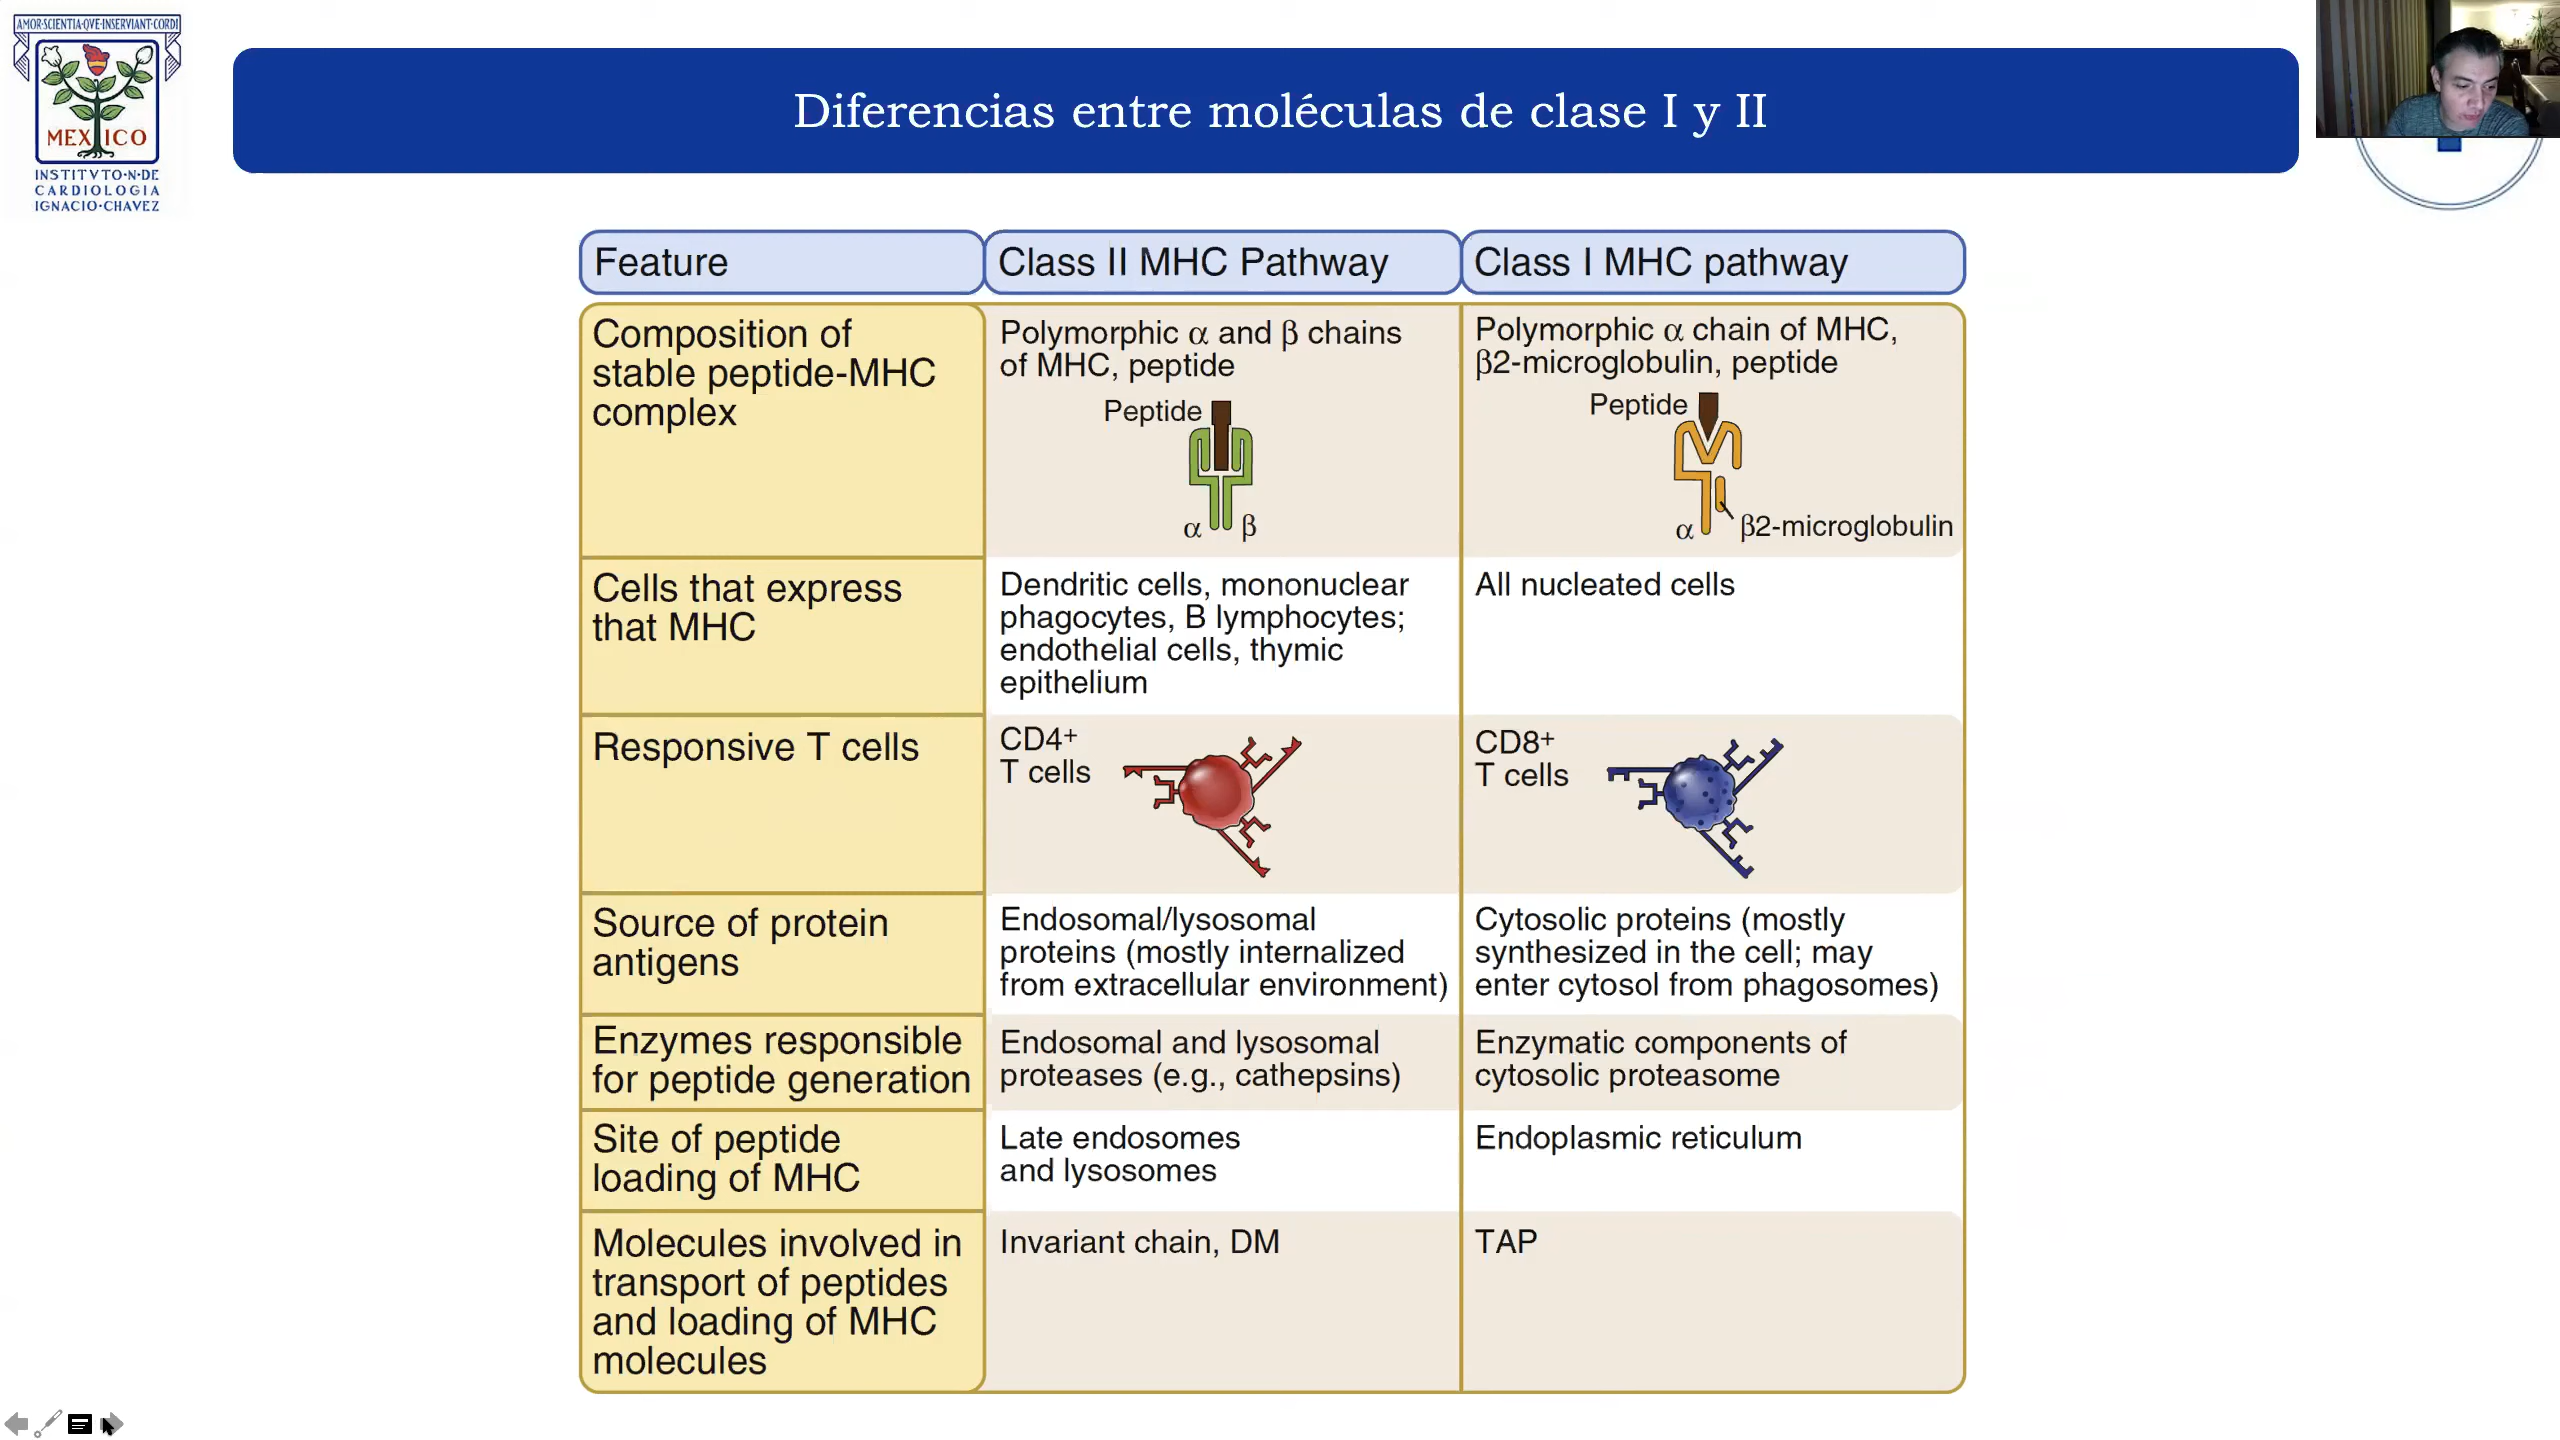 AMOR·SCIENTIA·QVE·INSERVIANT·CORDI
MEXICO
INSTITVTO·N·DE
CARDIOLOGIA
IGNACIO·CHAVEZ
Diferencias entre moléculas de clase I y II
Feature
Class II MHC Pathway
Class I MHC pathway
Composition of
stable peptide-MHC
complex
Polymorphic α and β chains
of MHC, peptide
Peptide
α β
Polymorphic α chain of MHC,
β2-microglobulin, peptide
Peptide
α β2-microglobulin
Cells that express
that MHC
Dendritic cells, mononuclear
phagocytes, B lymphocytes;
endothelial cells, thymic
epithelium
All nucleated cells
Responsive T cells
CD4+
T cells
CD8+
T cells
Source of protein
antigens
Endosomal/lysosomal
proteins (mostly internalized
from extracellular environment)
Cytosolic proteins (mostly
synthesized in the cell; may
enter cytosol from phagosomes)
Enzymes responsible
for peptide generation
Endosomal and lysosomal
proteases (e.g., cathepsins)
Enzymatic components of
cytosolic proteasome
Site of peptide
loading of MHC
Late endosomes
and lysosomes
Endoplasmic reticulum
Molecules involved in
transport of peptides
and loading of MHC
molecules
Invariant chain, DM
TAP